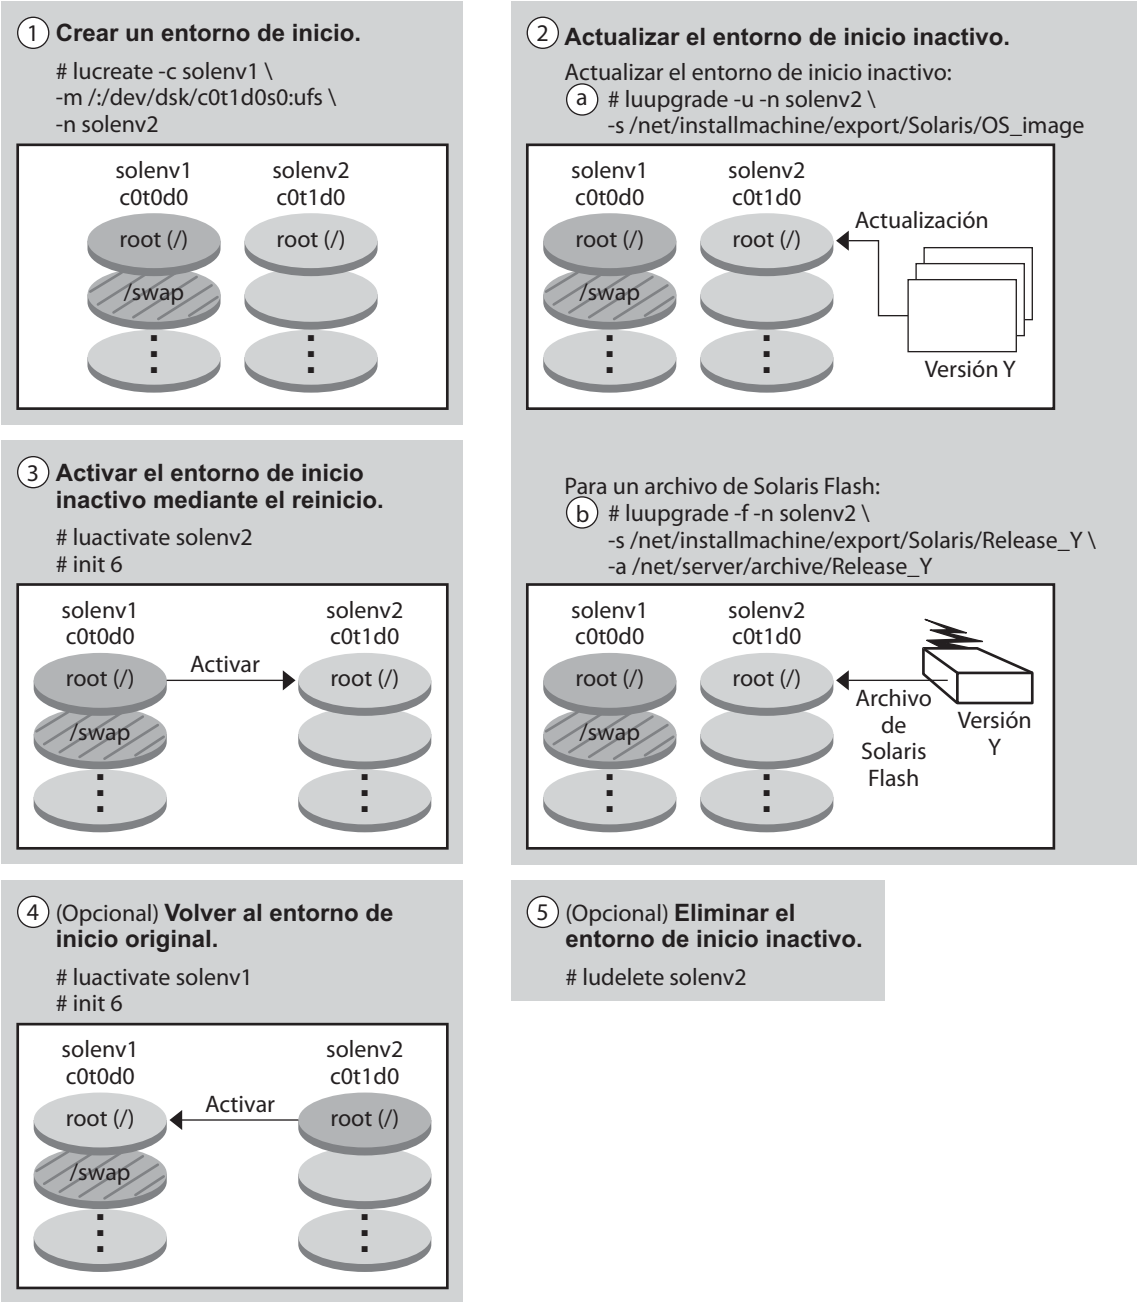 1 Crear un entorno de inicio.
# lucreate -c solenv1 \
-m /:/dev/dsk/c0t1d0s0:ufs \
-n solenv2
solenv1 solenv2
c0t0d0 c0t1d0
root (/) root (/)
/swap
2 Actualizar el entorno de inicio inactivo.
Actualizar el entorno de inicio inactivo:
a # luupgrade -u -n solenv2 \
-s /net/installmachine/export/Solaris/OS_image
solenv1 solenv2
c0t0d0 c0t1d0
Actualización
root (/) root (/)
/swap
Versión Y
Para un archivo de Solaris Flash:
b # luupgrade -f -n solenv2 \
-s /net/installmachine/export/Solaris/Release_Y \
-a /net/server/archive/Release_Y
solenv1 solenv2
c0t0d0 c0t1d0
root (/) root (/)
/swap
Archivo
de
Solaris
Flash
Versión
Y
3 Activar el entorno de inicio
inactivo mediante el reinicio.
# luactivate solenv2
# init 6
solenv1 solenv2
c0t0d0 c0t1d0
Activar
root (/) root (/)
/swap
4 (Opcional) Volver al entorno de
inicio original.
# luactivate solenv1
# init 6
solenv1 solenv2
c0t0d0 c0t1d0
Activar
root (/) root (/)
/swap
5 (Opcional) Eliminar el
entorno de inicio inactivo.
# ludelete solenv2